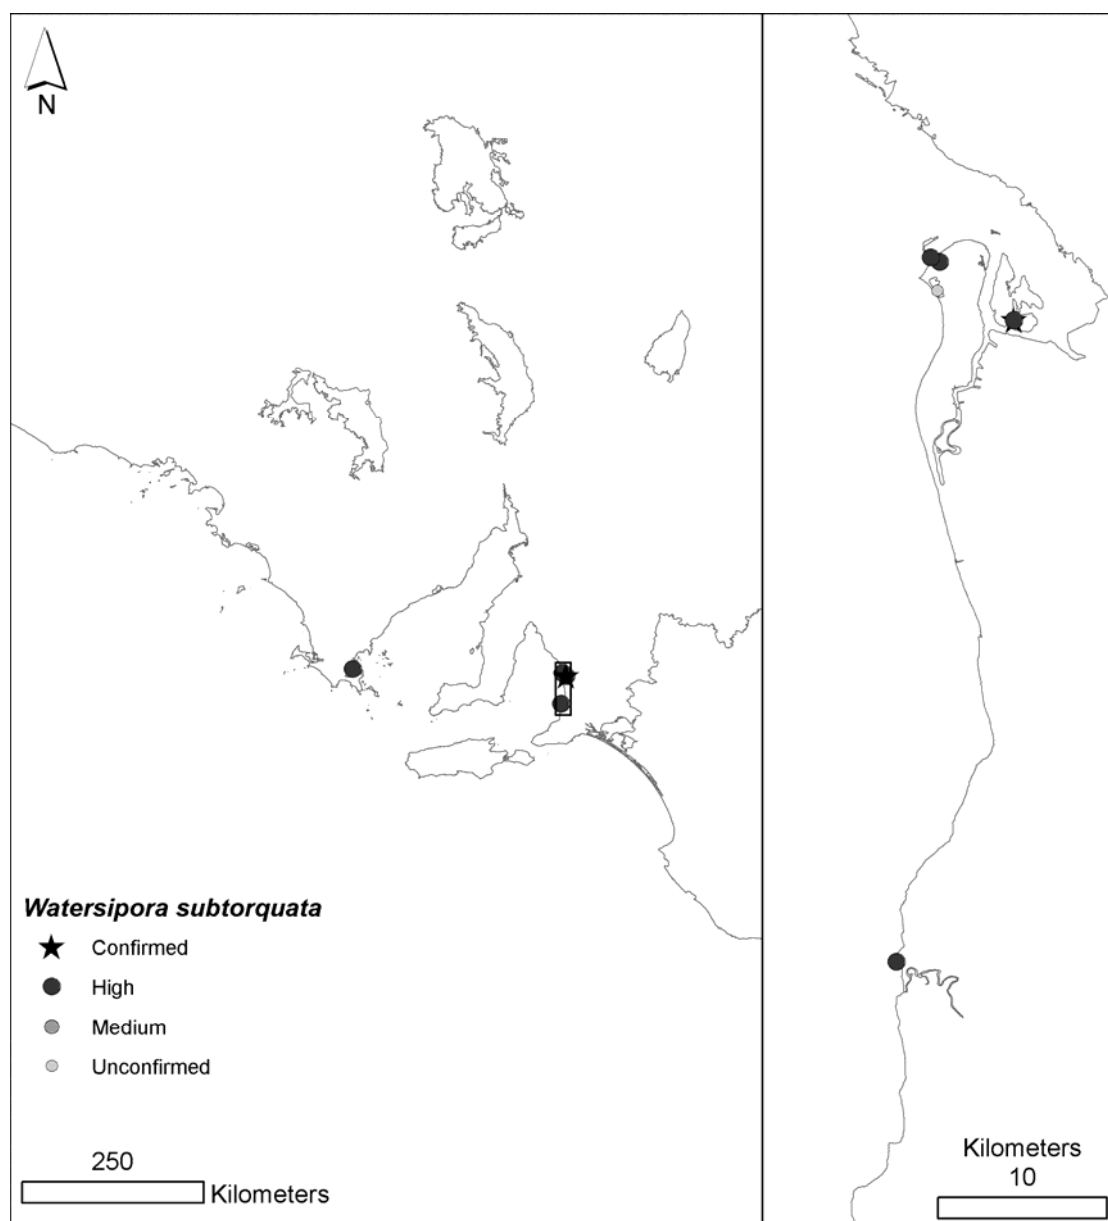 N
Watersipora subtorquata
Confirmed
High
Medium
Unconfirmed
250
Kilometers
Kilometers
10